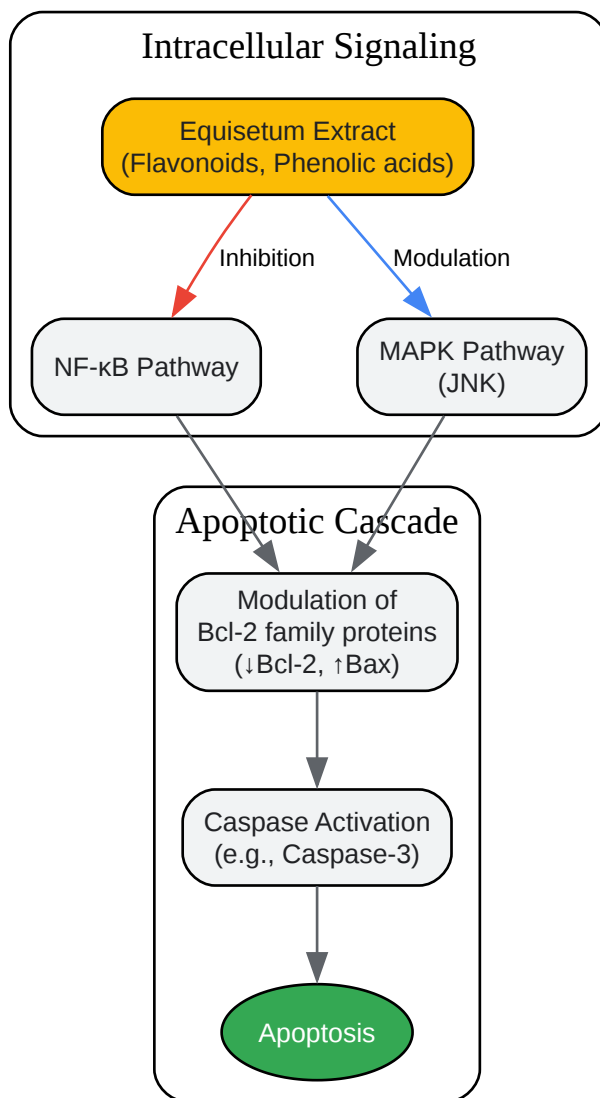 Intracellular Signaling
Equisetum Extract
(Flavonoids, Phenolic acids)
Inhibition
Modulation
NF-κB Pathway
MAPK Pathway
(JNK)
Apoptotic Cascade
Modulation of
Bcl-2 family proteins
(↓Bcl-2, ↑Bax)
Caspase Activation
(e.g., Caspase-3)
Apoptosis